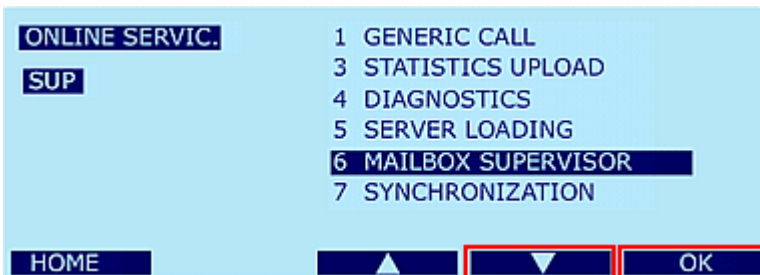 ONLINE SERVIC.
SUP
1 GENERIC CALL
3 STATISTICS UPLOAD
4 DIAGNOSTICS
5 SERVER LOADING
6 MAILBOX SUPERVISOR
7 SYNCHRONIZATION
HOME
OK